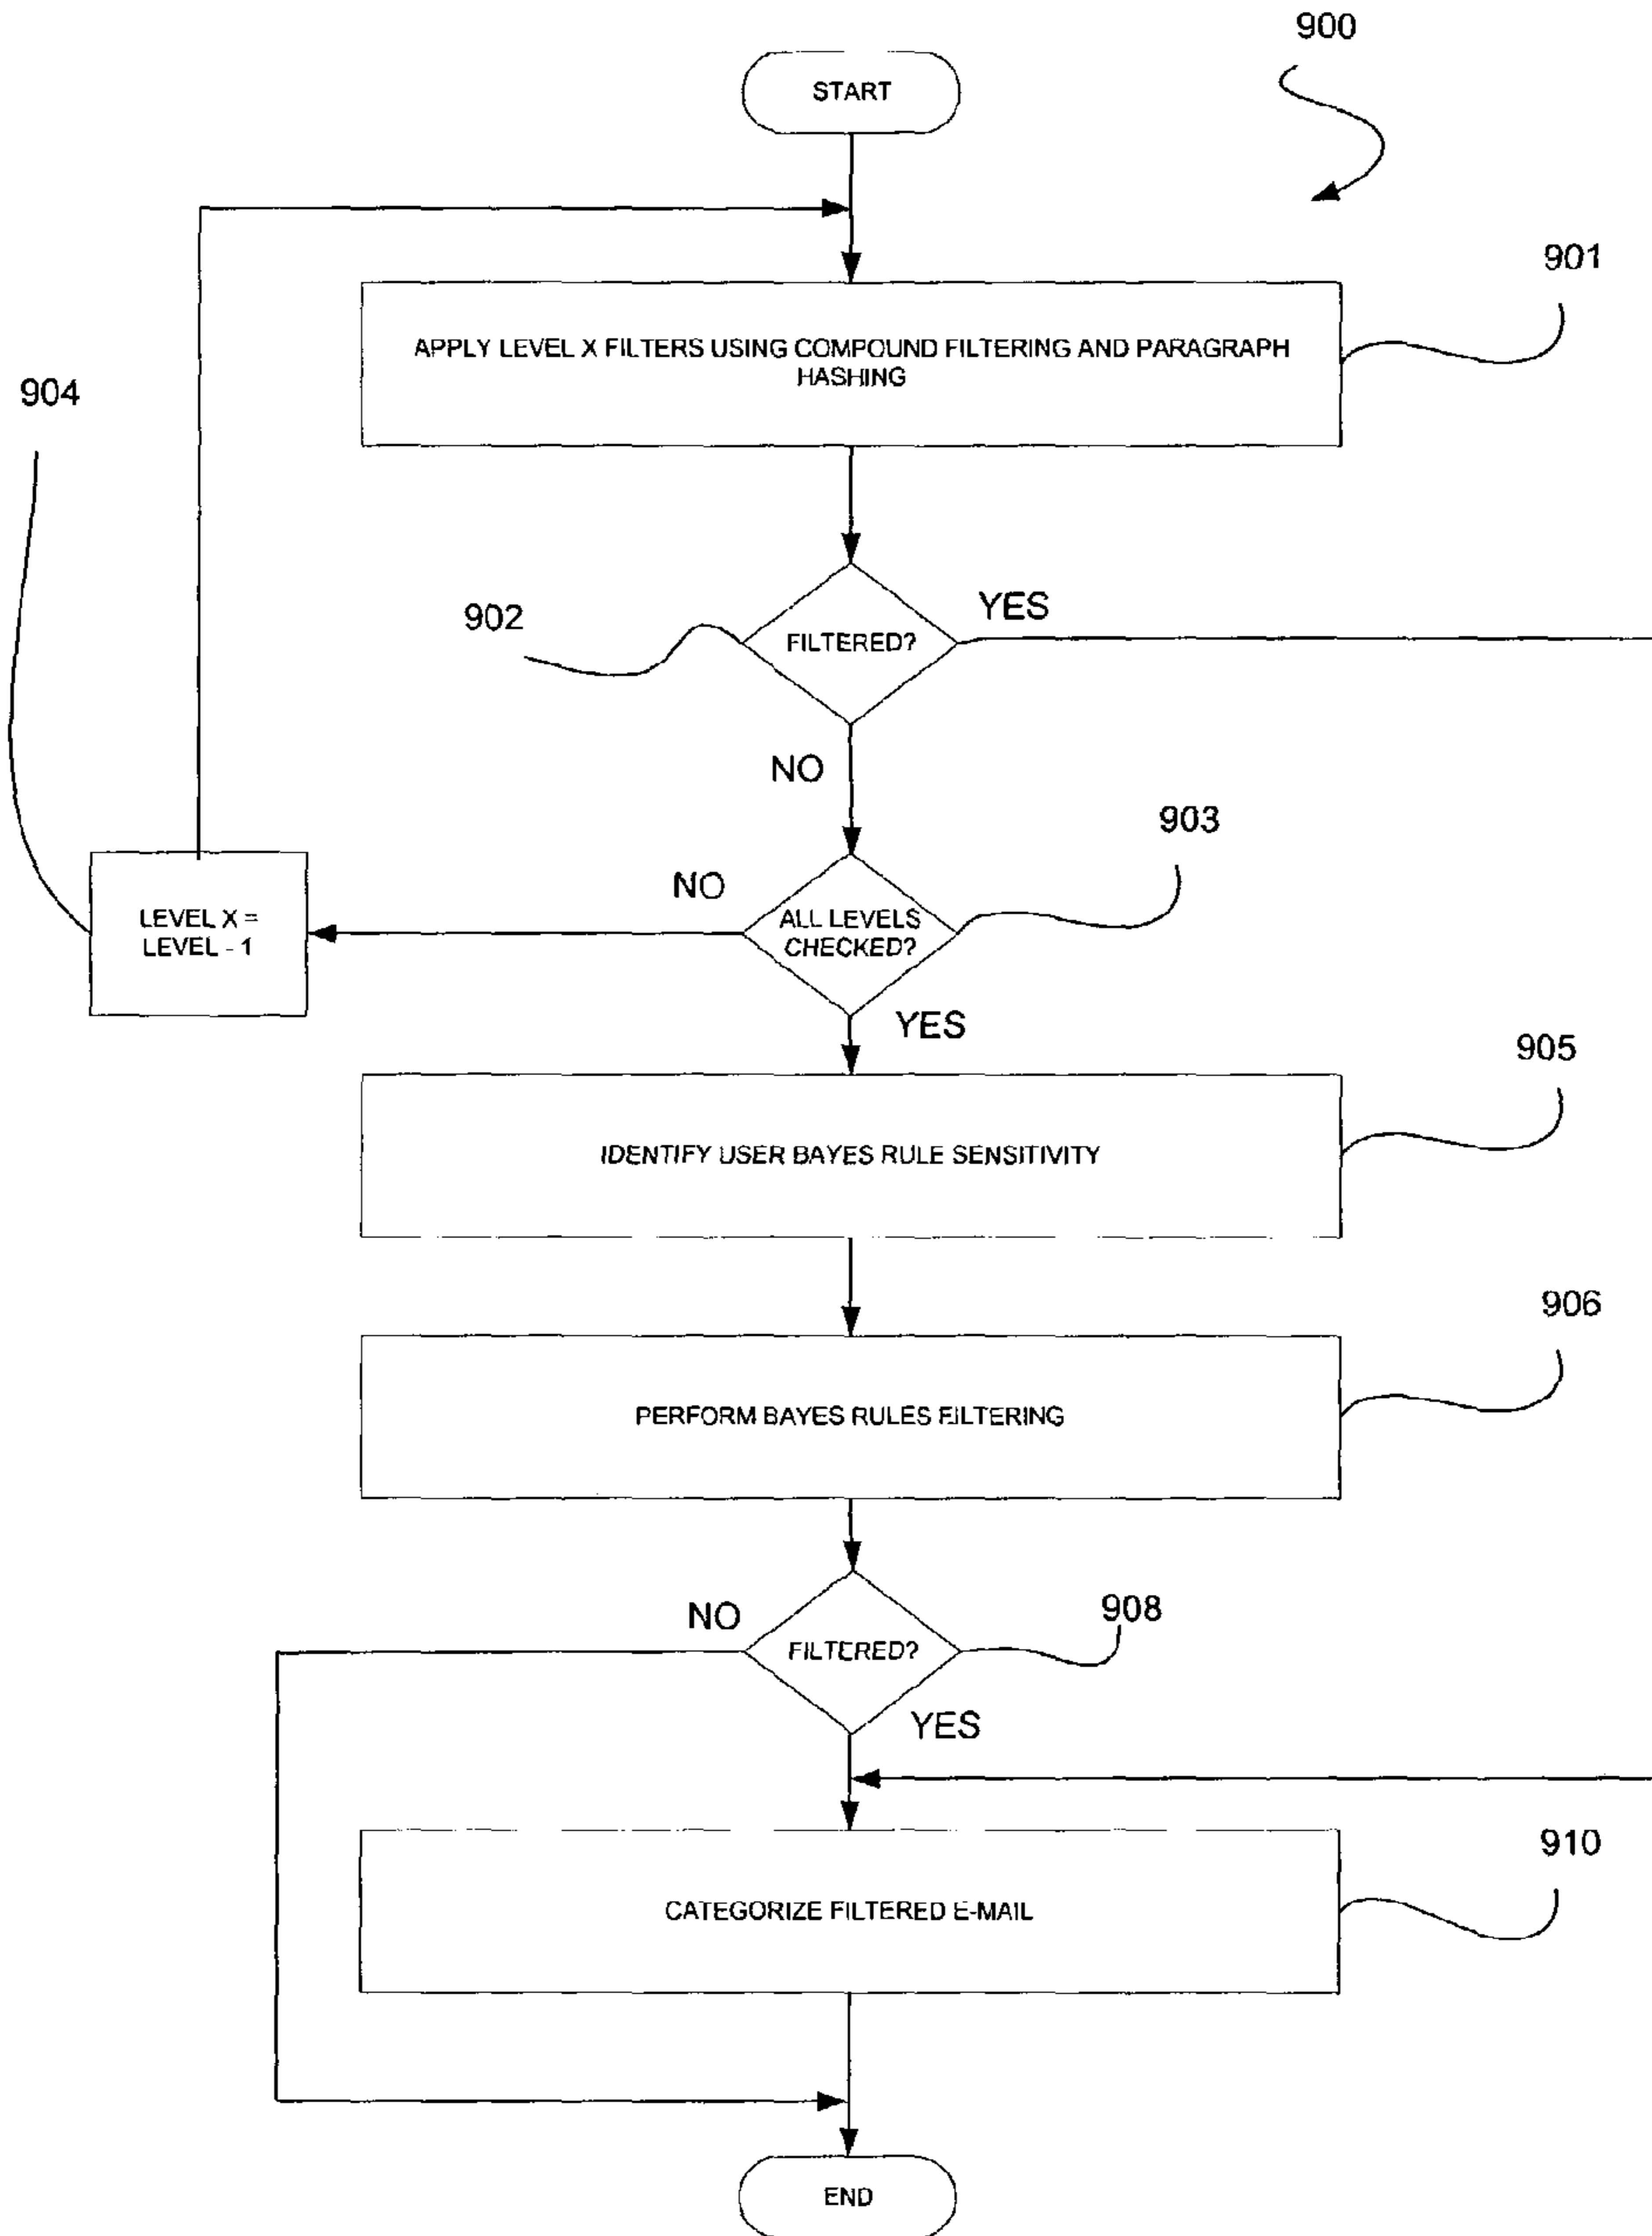 900
START
901
APPLY LEVEL X FILTERS USING COMPOUND FILTERING AND PARAGRAPH
HASHING
904
902
FILTERED?
YES
NO
903
NO
ALL LEVELS
CHECKED?
LEVEL X =
LEVEL - 1
YES
905
IDENTIFY USER BAYES RULE SENSITIVITY
906
PERFORM BAYES RULES FILTERING
NO
908
FILTERED?
YES
910
CATEGORIZE FILTERED E-MAIL
END